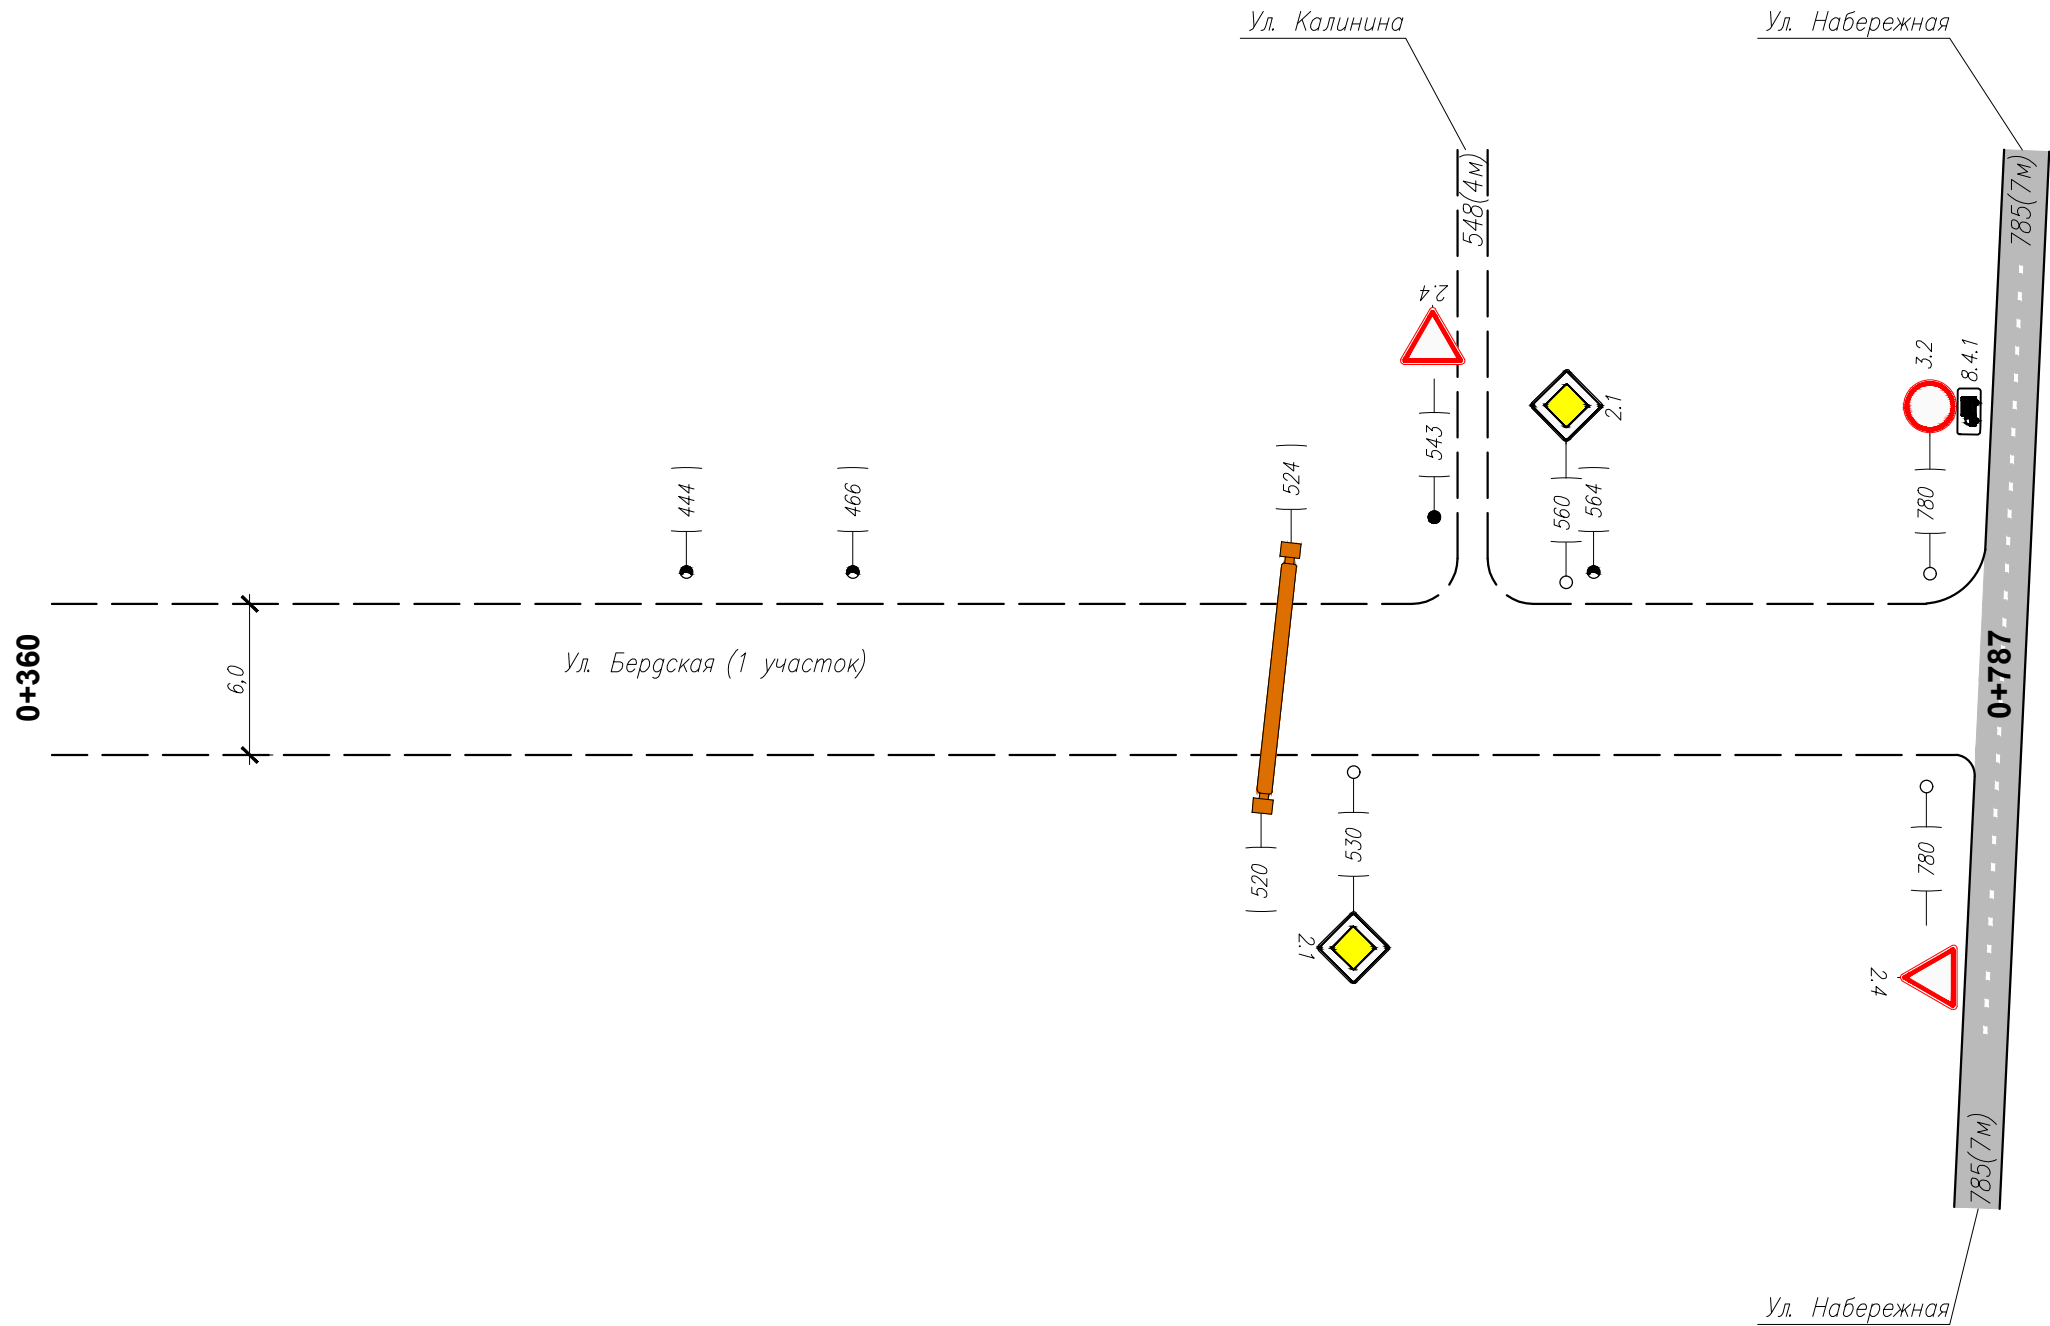 Ул. Калинина
Ул. Набережная
548(4м)
785(7м)
2.4
3.2
8.4.1
2.1
543
444
466
524
560
564
780
0+360
6,0
Ул. Бердская (1 участок)
0+787
520
530
780
2.1
2.4
785(7м)
Ул. Набережная